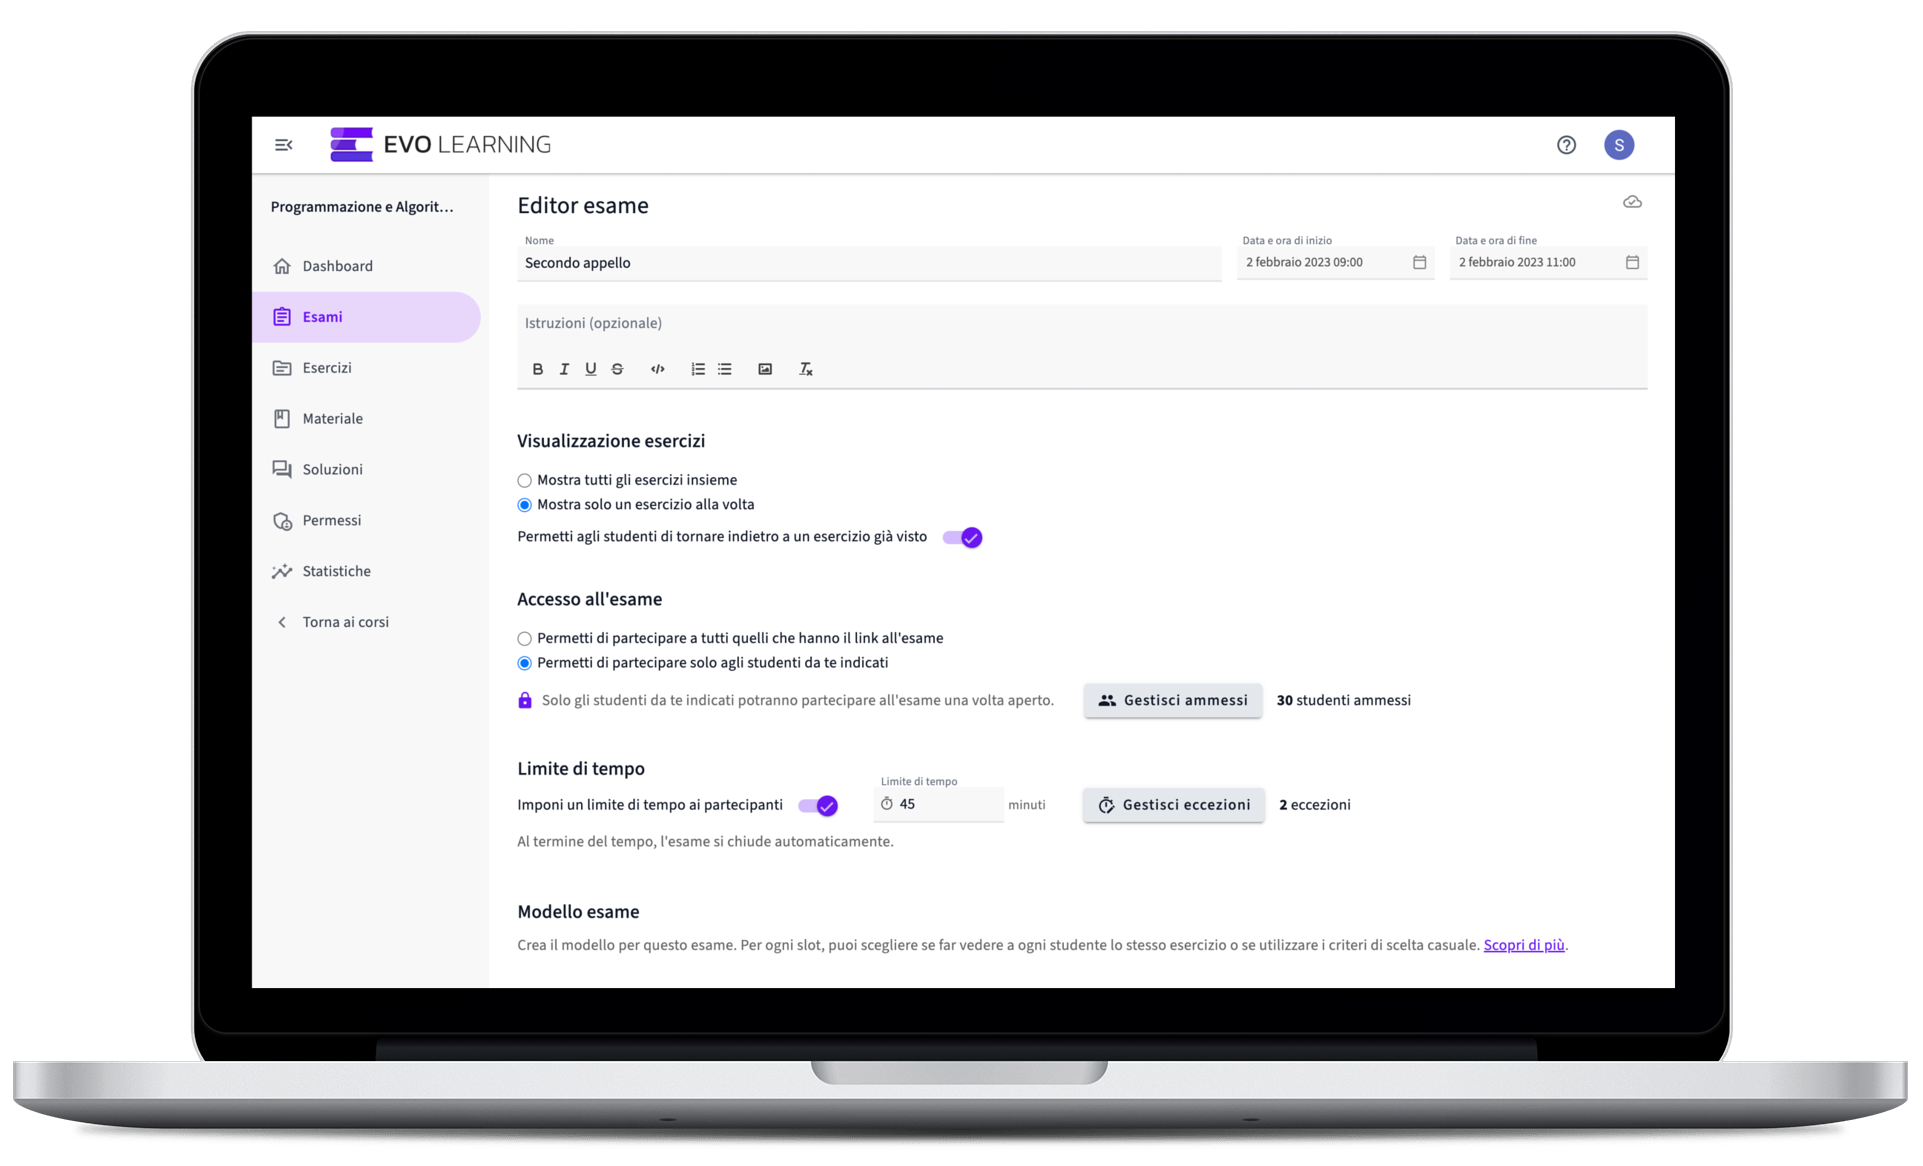 EVO LEARNING
S
Programmazione e Algorit...
Dashboard
Esami
Esercizi
Materiale
Soluzioni
Permessi
Statistiche
Torna ai corsi
Editor esame
Nome
Secondo appello
Data e ora di inizio
2 febbraio 2023 09:00
Data e ora di fine
2 febbraio 2023 11:00
Istruzioni (opzionale)
Visualizzazione esercizi
Mostra tutti gli esercizi insieme
Mostra solo un esercizio alla volta
Permetti agli studenti di tornare indietro a un esercizio già visto
Accesso all'esame
Permetti di partecipare a tutti quelli che hanno il link all'esame
Permetti di partecipare solo agli studenti da te indicati
Solo gli studenti da te indicati potranno partecipare all'esame una volta aperto.
Gestisci ammessi
30 studenti ammessi
Limite di tempo
Imponi un limite di tempo ai partecipanti
Limite di tempo
45
minuti
Gestisci eccezioni
2 eccezioni
Al termine del tempo, l'esame si chiude automaticamente.
Modello esame
Crea il modello per questo esame. Per ogni slot, puoi scegliere se far vedere a ogni studente lo stesso esercizio o se utilizzare i criteri di scelta casuale. Scopri di più.